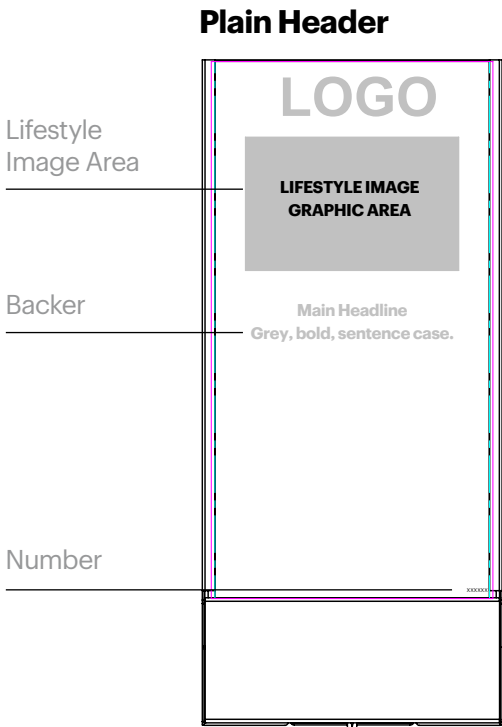 Plain Header
LOGO
Lifestyle
Image Area
LIFESTYLE IMAGE
GRAPHIC AREA
Backer
Main Headline
Grey, bold, sentence case.
Number
xxxxxx